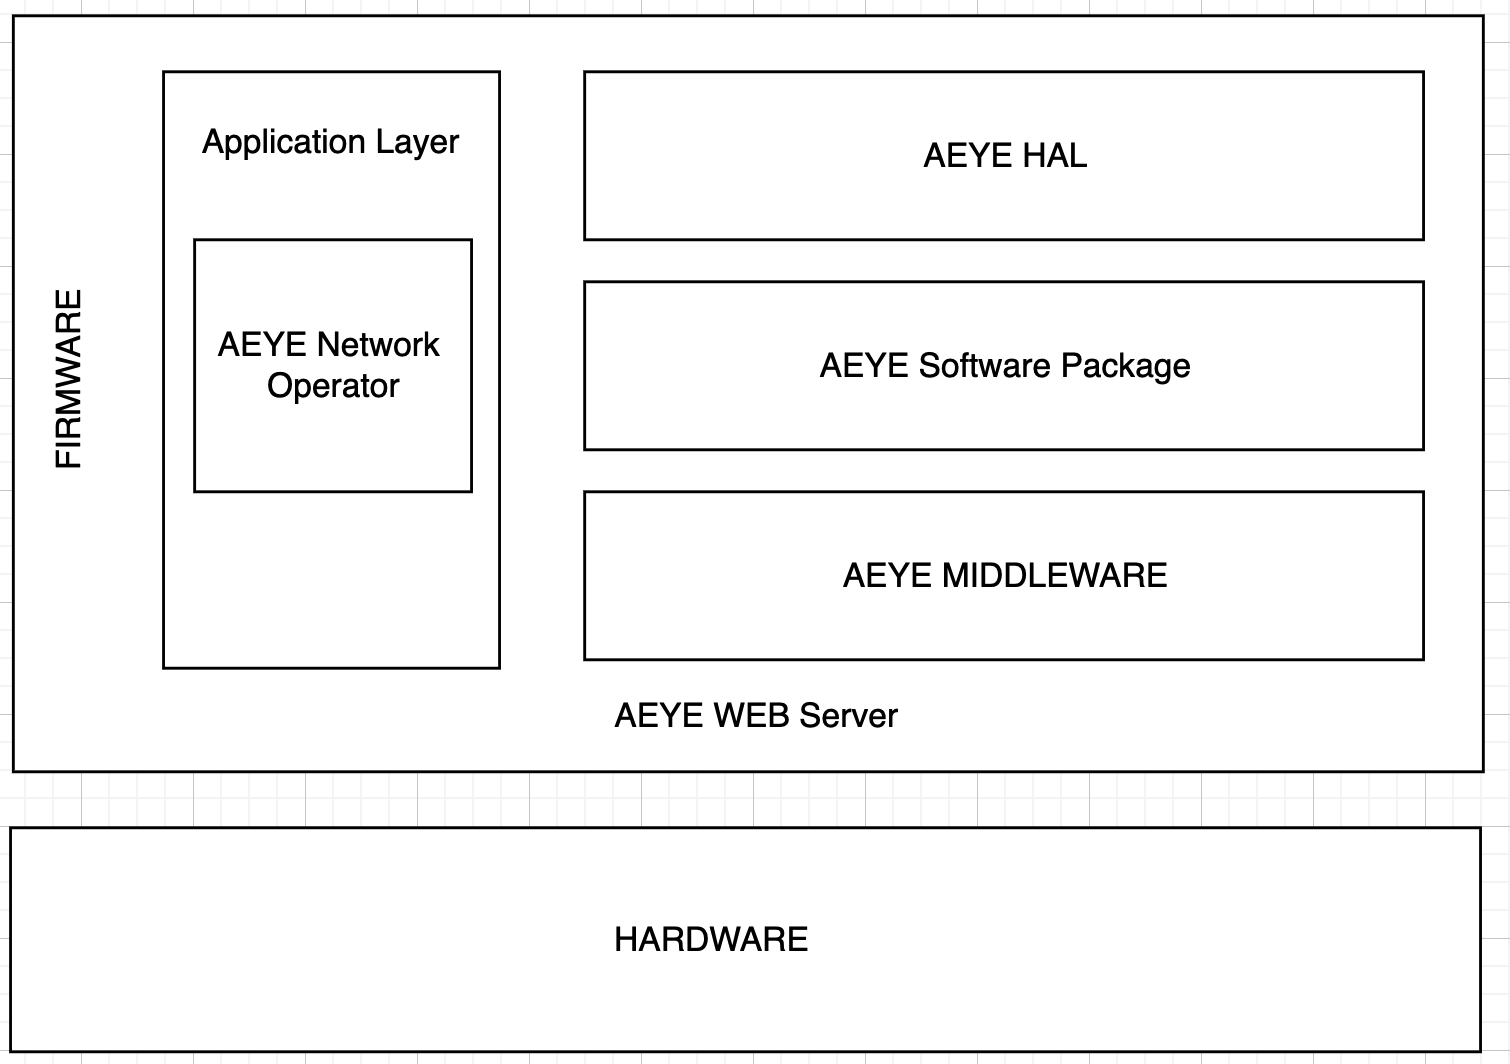 FIRMWARE
Application Layer
AEYE Network
Operator
AEYE HAL
AEYE Software Package
AEYE MIDDLEWARE
AEYE WEB Server
HARDWARE